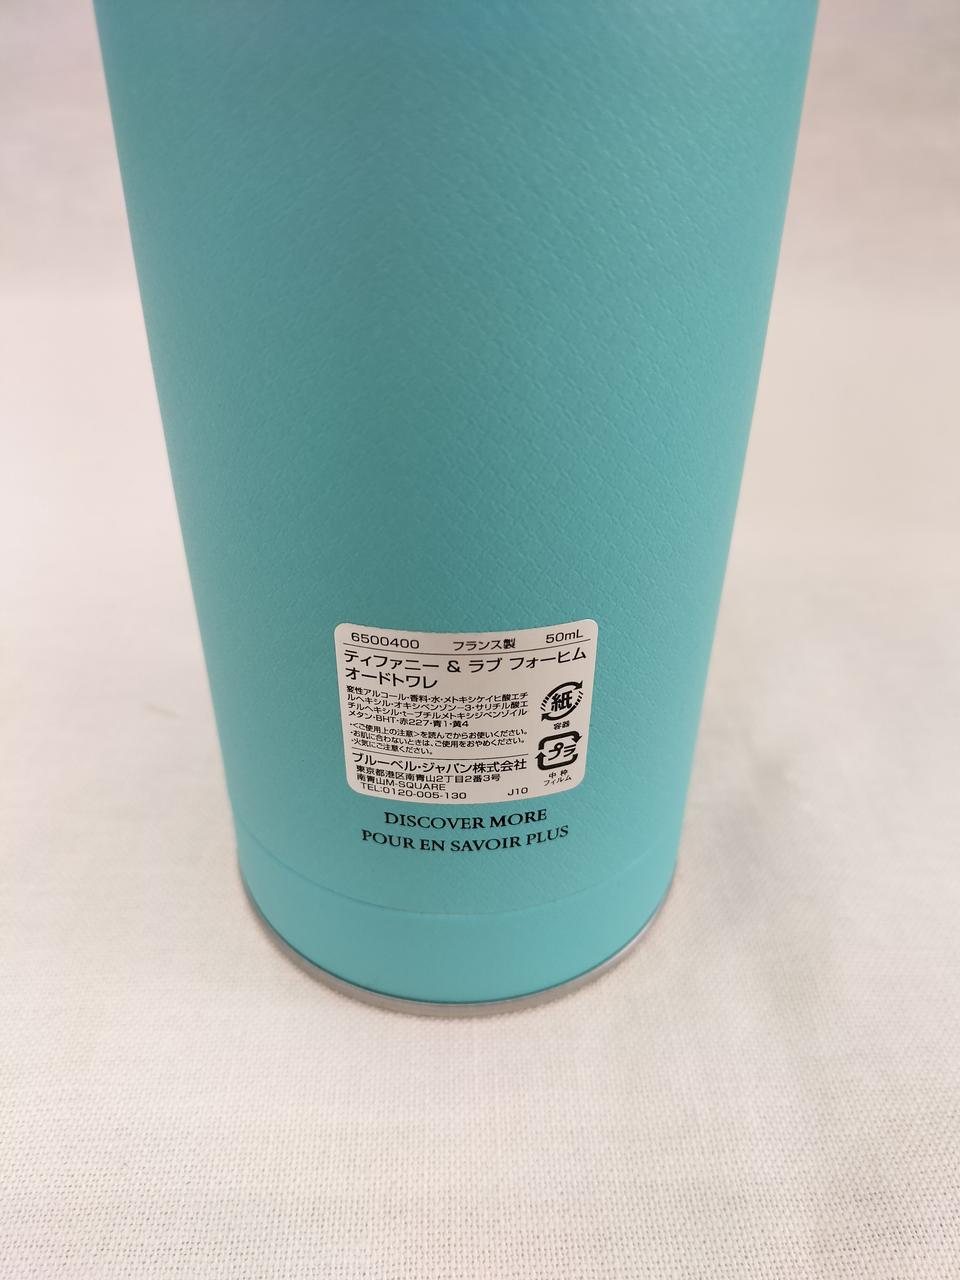 6500400 フランス製 50mL
ティファニー & ラブ フォーヒム
オードトワレ
変性アルコール・香料・水・メトキシケイヒ酸エチ
ルヘキシル・オキシベンゾン-3・サリチル酸エ
チルヘキシル・t-ブチルメトキシジベンゾイル
メタン・BHT・赤227・青1・黄4
・<ご使用上の注意>を読んでからお使いください。
・お肌に合わないときは、ご使用をおやめください。
・火気にご注意ください。
紙
容器
プラ
中枠
フィルム
ブルーベル・ジャパン株式会社
東京都港区南青山2丁目2番3号
南青山M-SQUARE
TEL:0120-005-130 J10
DISCOVER MORE
POUR EN SAVOIR PLUS